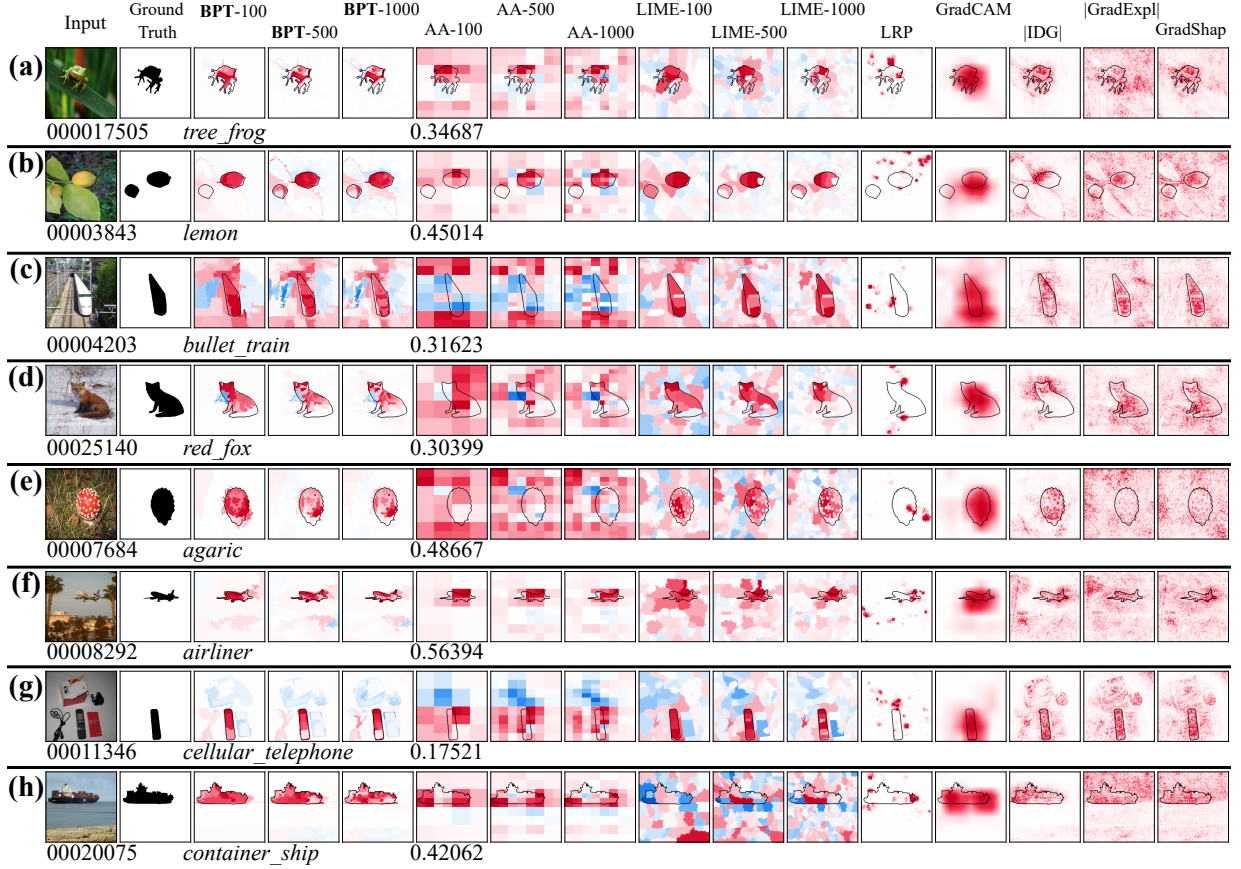 Input Ground Truth BPT-100 BPT-500 BPT-1000 AA-100 AA-500 AA-1000 LIME-100 LIME-500 LIME-1000 LRP GradCAM |IDG| |GradExpl| GradShap
(a)
000017505 tree_frog 0.34687
(b)
00003843 lemon 0.45014
(c)
00004203 bullet_train 0.31623
(d)
00025140 red_fox 0.30399
(e)
00007684 agaric 0.48667
(f)
00008292 airliner 0.56394
(g)
00011346 cellular_telephone 0.17521
(h)
00020075 container_ship 0.42062